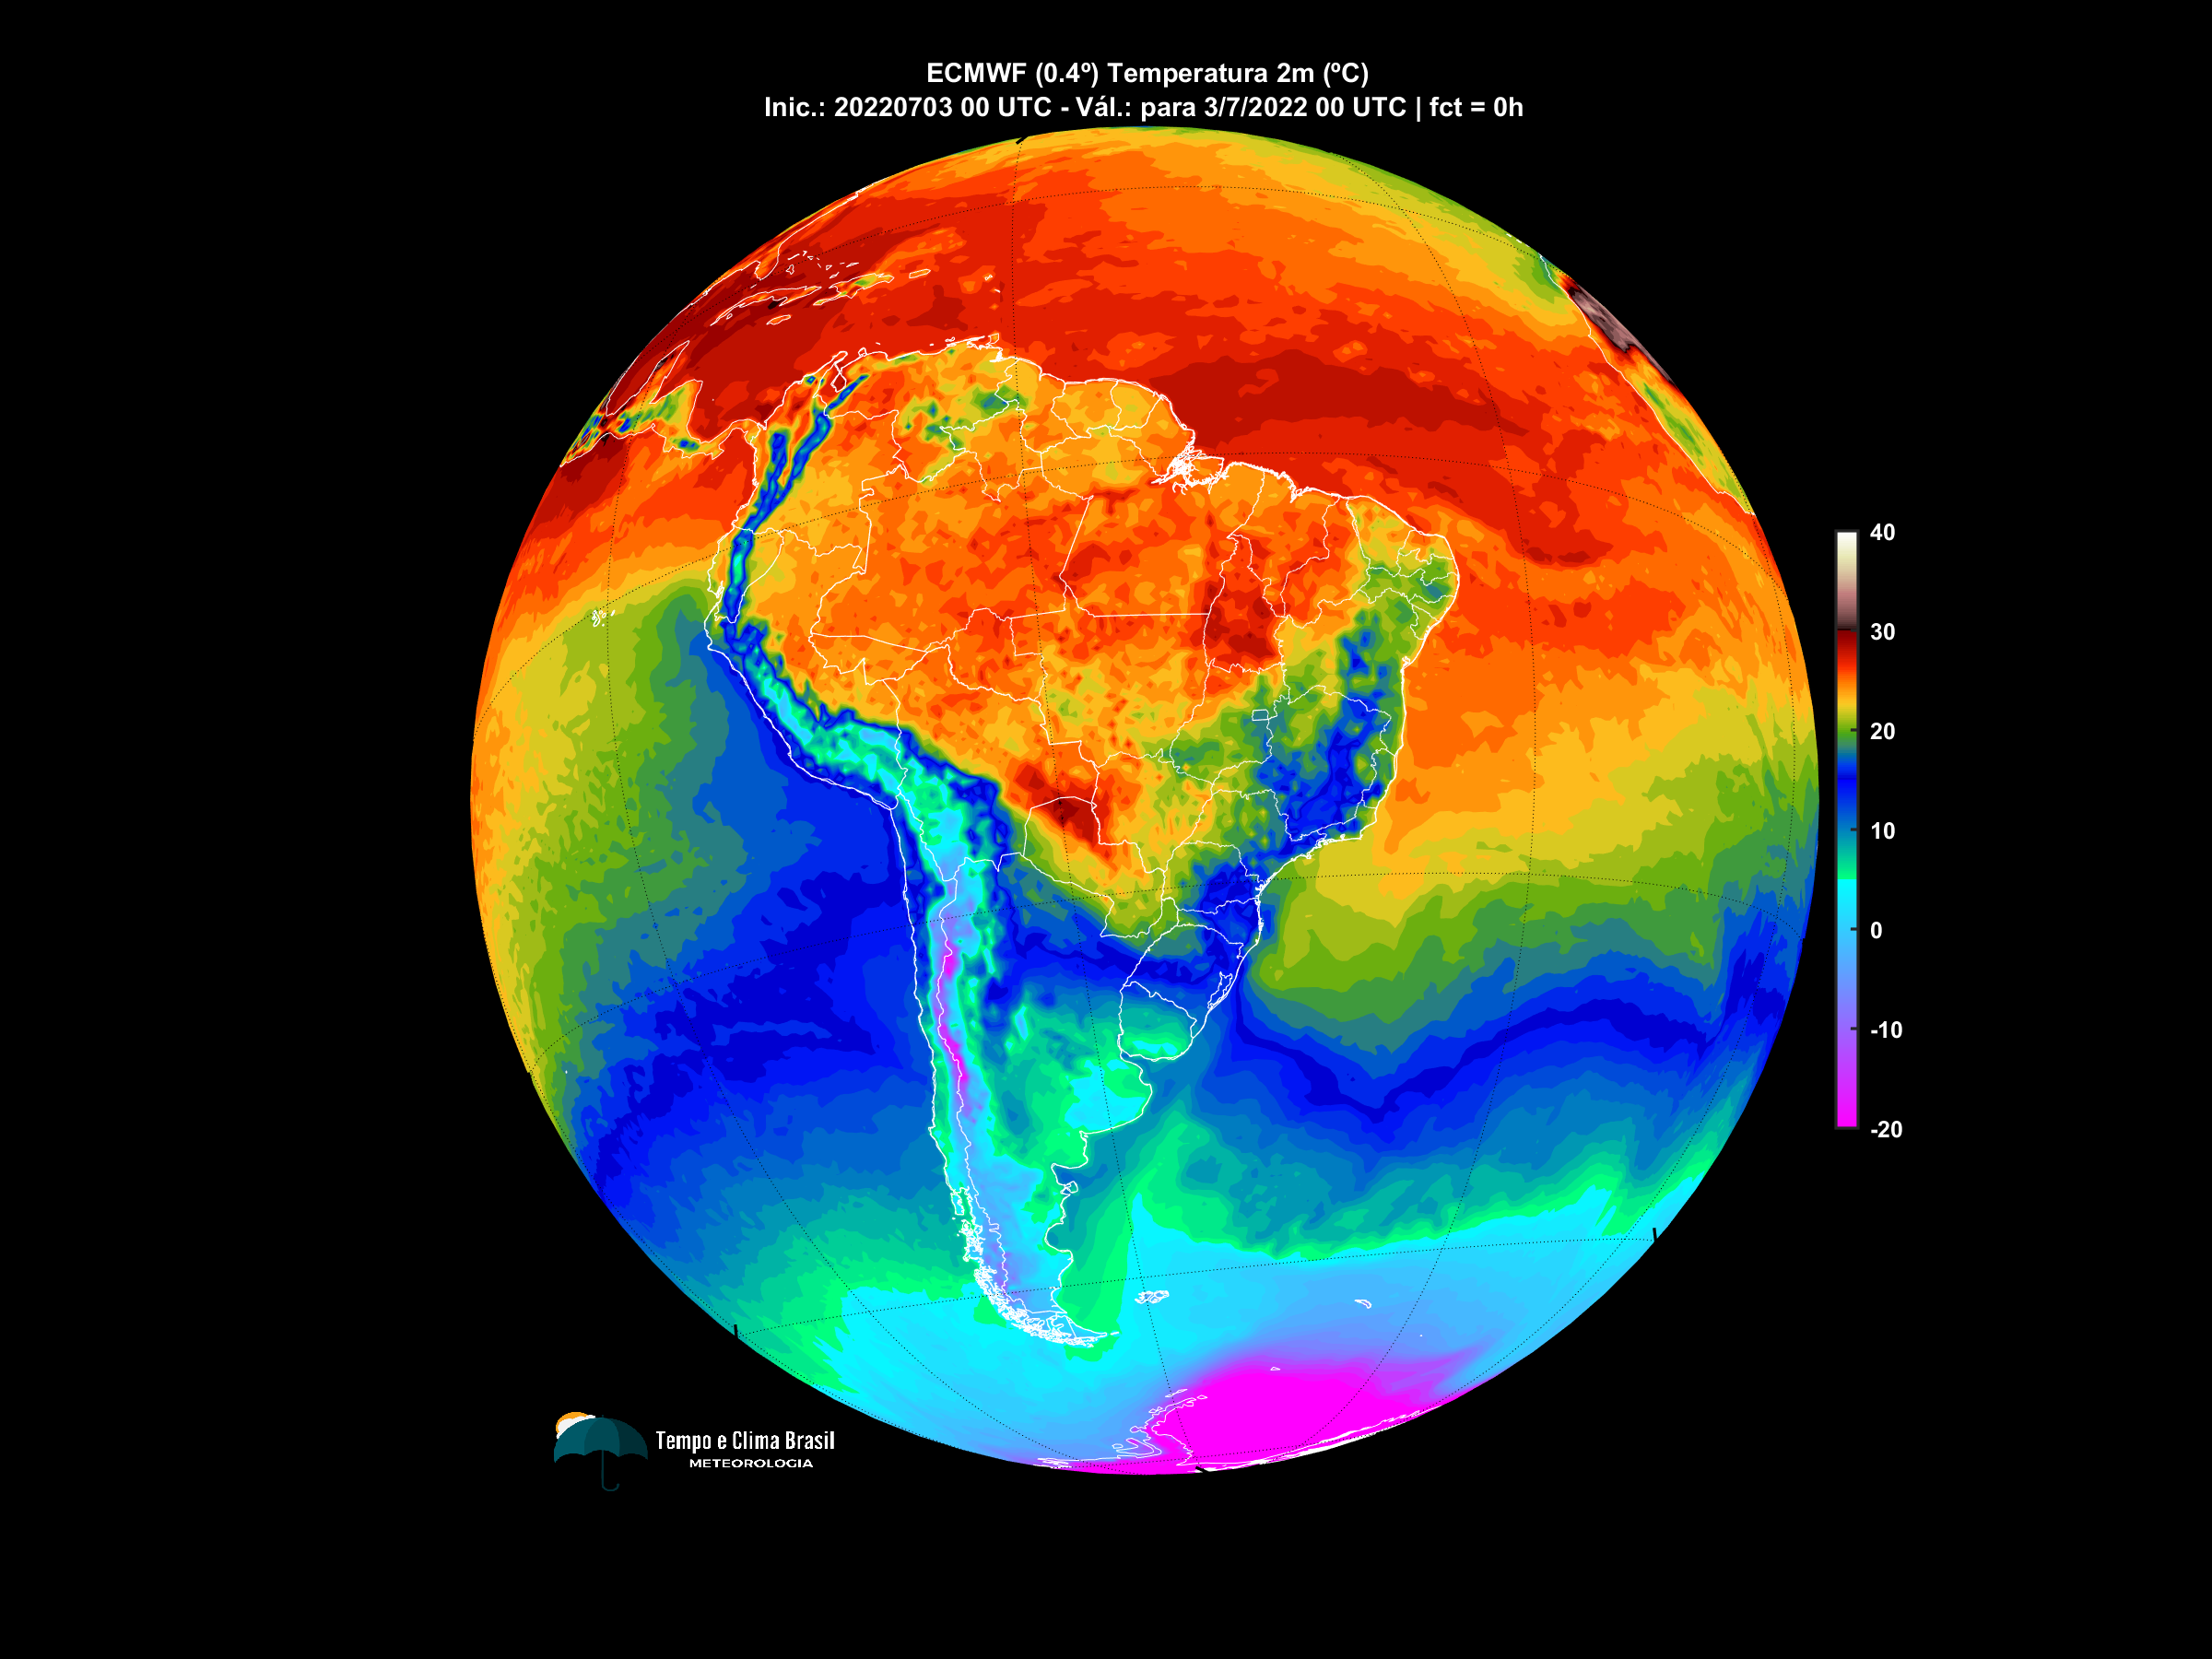 ECMWF (0.4º) Temperatura 2m (ºC)
Inic.: 20220703 00 UTC - Vál.: para 3/7/2022 00 UTC | fct = 0h
40
30
20
10
0
-10
-20
Tempo e Clima Brasil
METEOROLOGIA